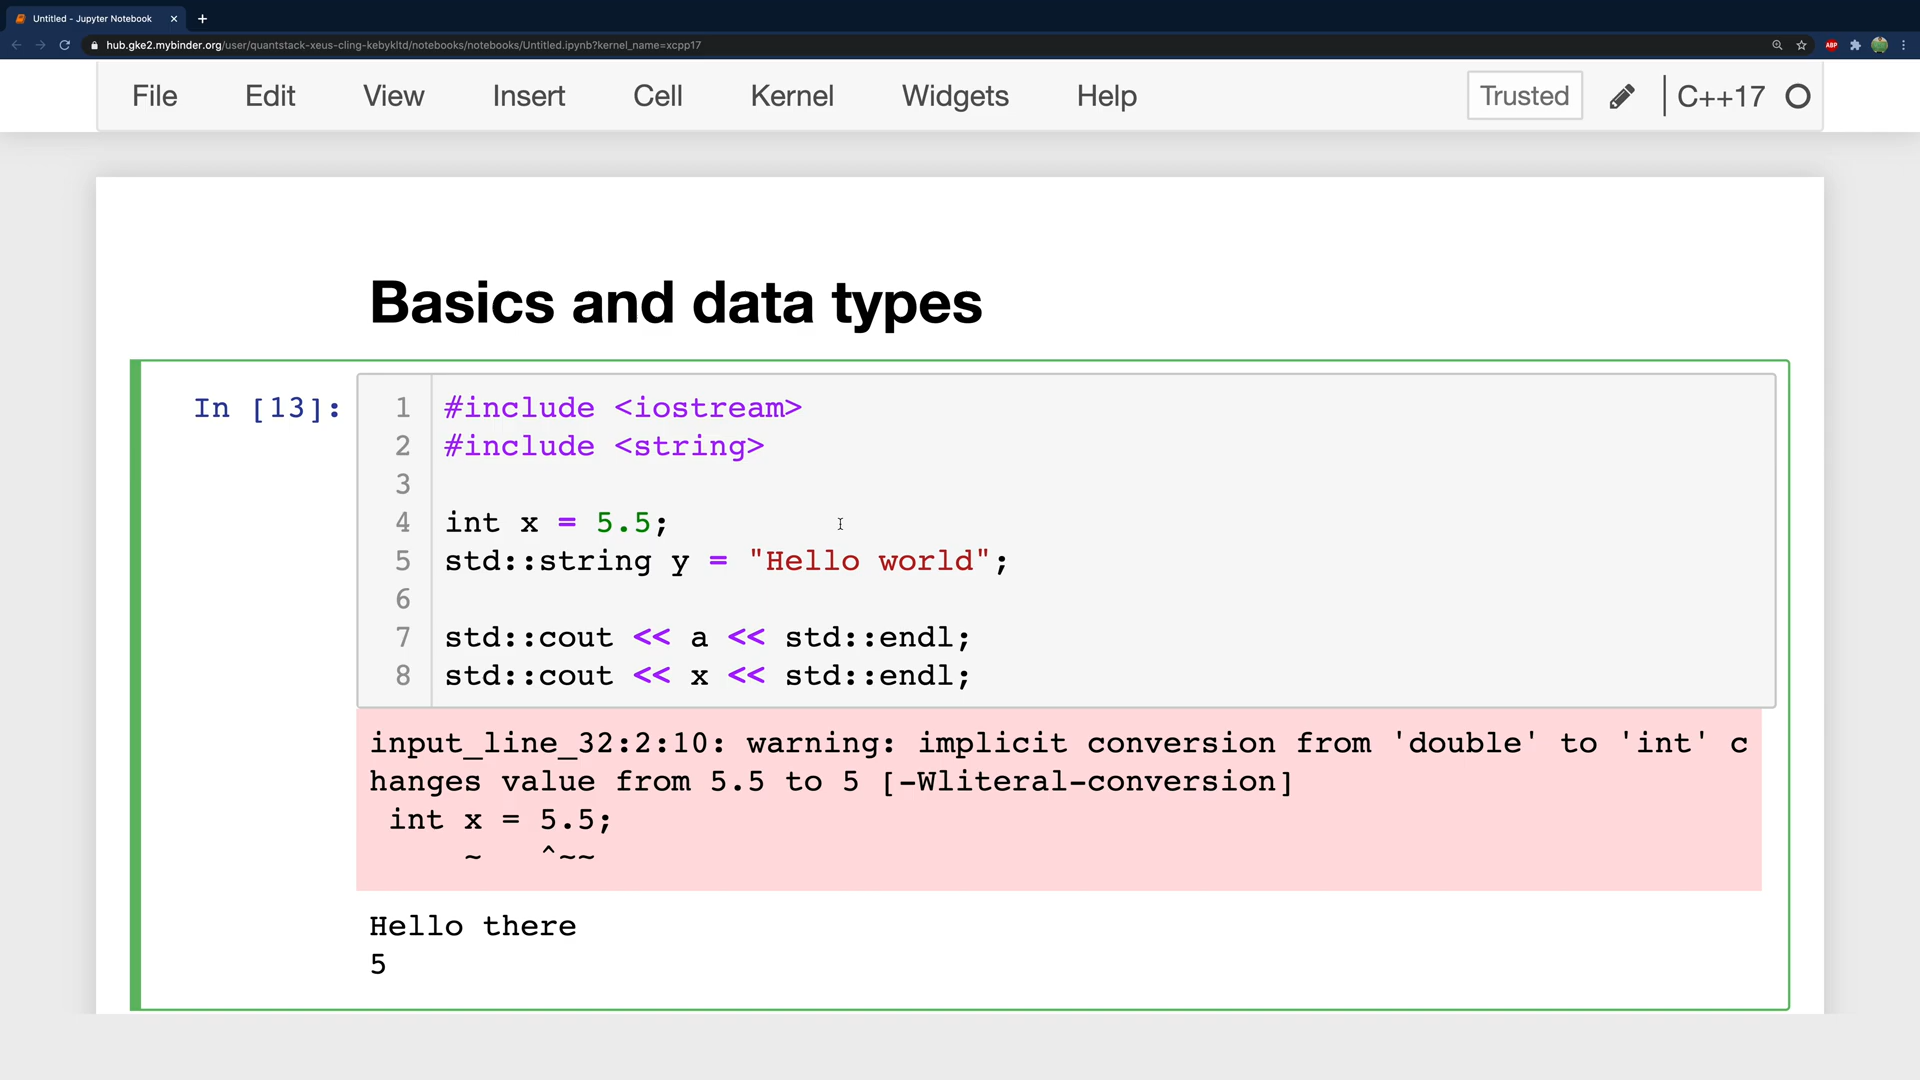 Untitled - Jupyter Notebook
hub.gke2.mybinder.org/user/quantstack-xeus-cling-kebykltd/notebooks/notebooks/Untitled.ipynb?kernel_name=xcpp17
ABP
File Edit View Insert Cell Kernel Widgets Help Trusted C++17
Basics and data types
In [13]:
1 #include <iostream>
2 #include <string>
3
4 int x = 5.5;
5 std::string y = "Hello world";
6
7 std::cout << a << std::endl;
8 std::cout << x << std::endl;
input_line_32:2:10: warning: implicit conversion from 'double' to 'int' c
hanges value from 5.5 to 5 [-Wliteral-conversion]
int x = 5.5;
~ ^~~
Hello there
5